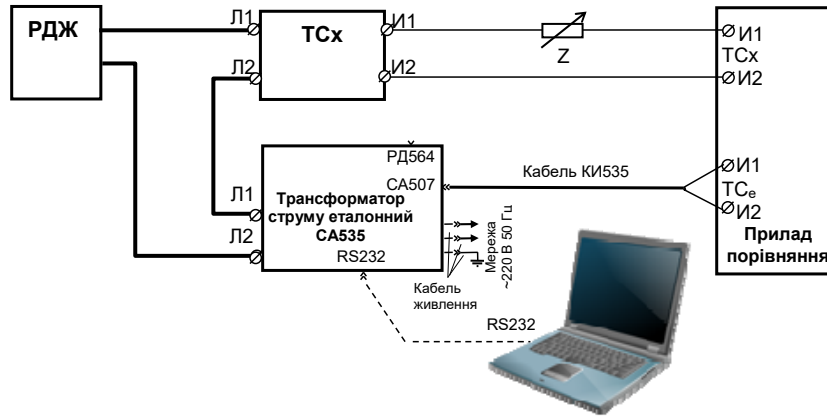 РДЖ
Л1
Л2
ТСх
И1
И2
Z
И1
ТСх
И2
РД564
СА507
Кабель КИ535
Л1
Л2
Трансформатор
струму еталонний
СА535
RS232
И1
ТСе
И2
Прилад
порівняння
Мережа
~220 В 50 Гц
Кабель
живлення
RS232